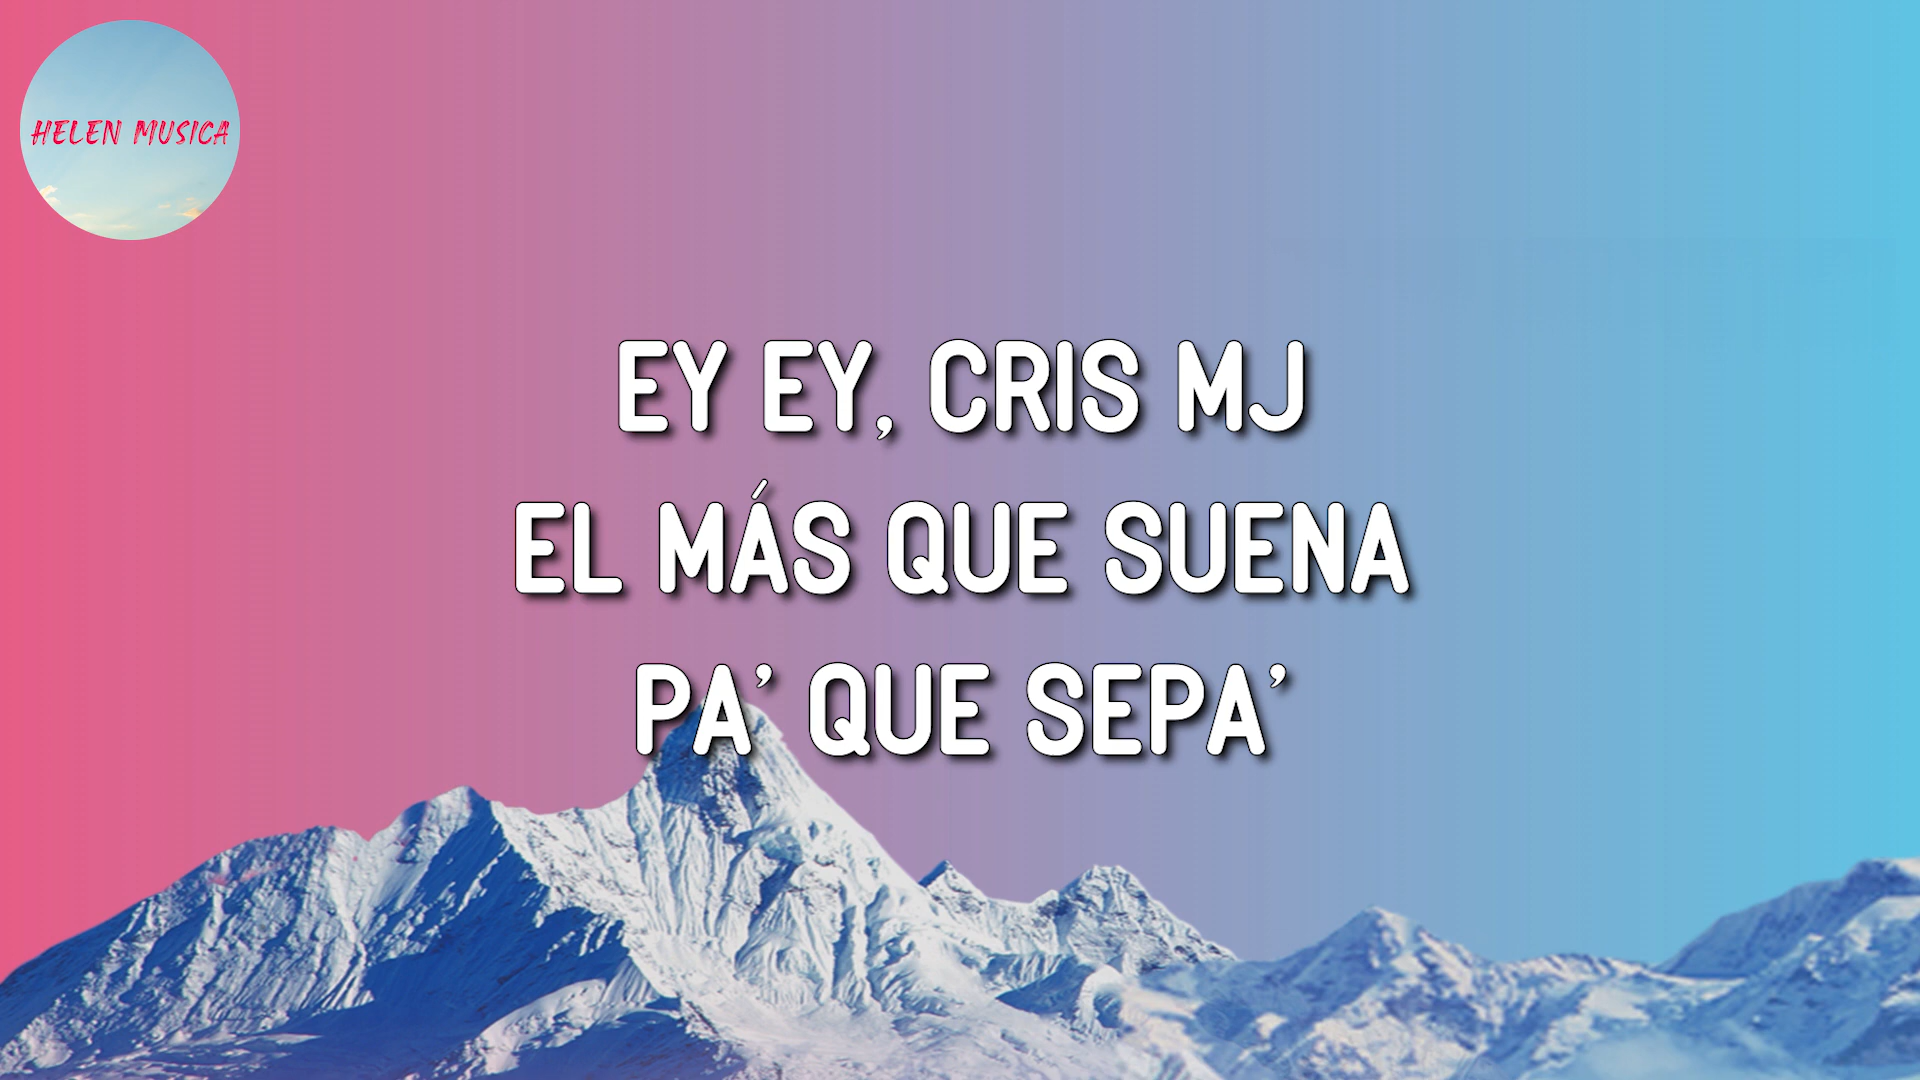 HELEN MUSICA
EY EY, CRIS MJ
EL MÁS QUE SUENA
PA' QUE SEPA'